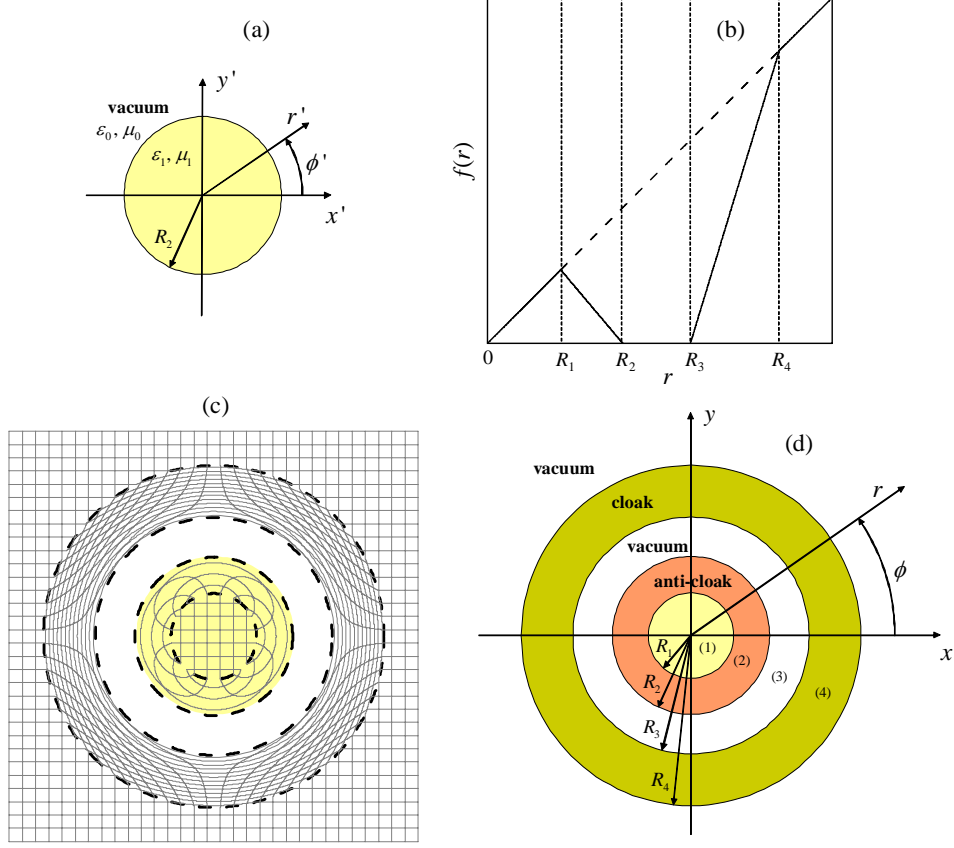 (a)
y'
vacuum
r'
ε₀, μ₀
ε₁, μ₁
ϕ'
x'
R₂
(b)
f(r)
0
R₁
R₂
R₃
R₄
r
(c)
(d)
y
vacuum
r
cloak
vacuum
ϕ
anti-cloak
R₁
(1)
x
(2)
R₂
(3)
(4)
R₃
R₄